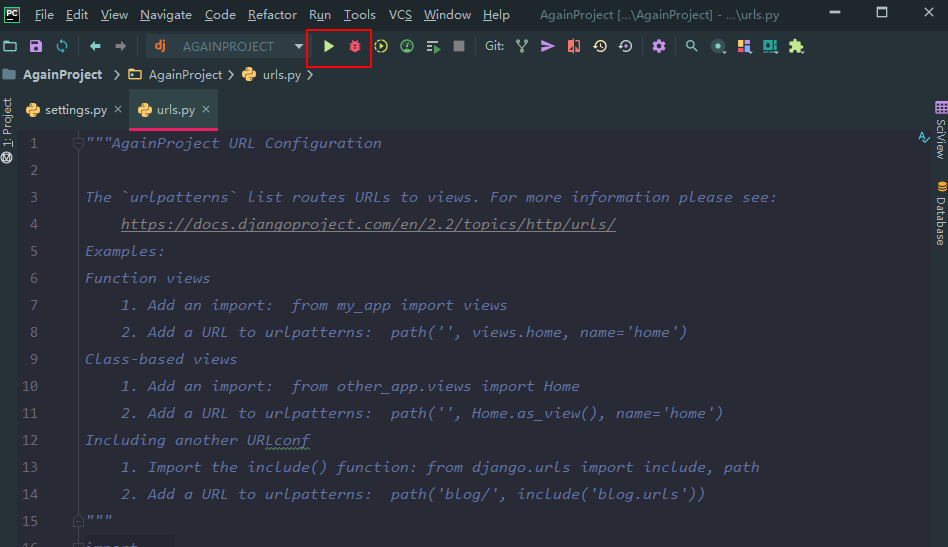 PC File Edit View Navigate Code Refactor Run Tools VCS Window Help AgainProject [...\AgainProject] - ...\urls.py
dj AGAINPROJECT Git:
AgainProject AgainProject urls.py
1: Project
settings.py urls.py
SciView
Database
1 """AgainProject URL Configuration
2
3 The `urlpatterns` list routes URLs to views. For more information please see:
4 https://docs.djangoproject.com/en/2.2/topics/http/urls/
5 Examples:
6 Function views
7 1. Add an import:  from my_app import views
8 2. Add a URL to urlpatterns:  path('', views.home, name='home')
9 Class-based views
10 1. Add an import:  from other_app.views import Home
11 2. Add a URL to urlpatterns:  path('', Home.as_view(), name='home')
12 Including another URLconf
13 1. Import the include() function: from django.urls import include, path
14 2. Add a URL to urlpatterns:  path('blog/', include('blog.urls'))
15 """
16 import